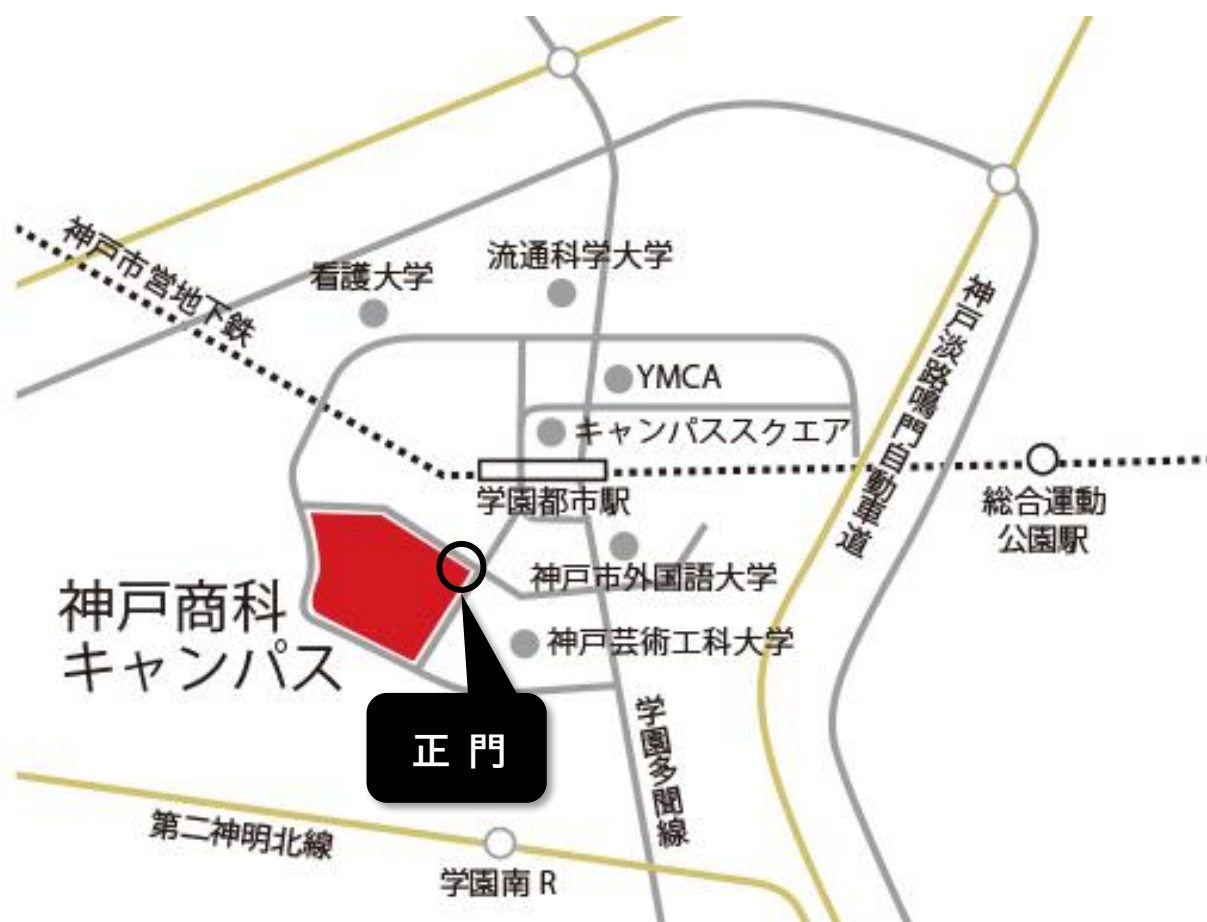 神戸市営地下鉄
看護大学
流通科学大学
YMCA
キャンパススクエア
学園都市駅
神戸淡路鳴門自動車道
総合運動
公園駅
神戸市外国語大学
神戸商科
キャンパス
神戸芸術工科大学
正門
学園多聞線
第二神明北線
学園南 R